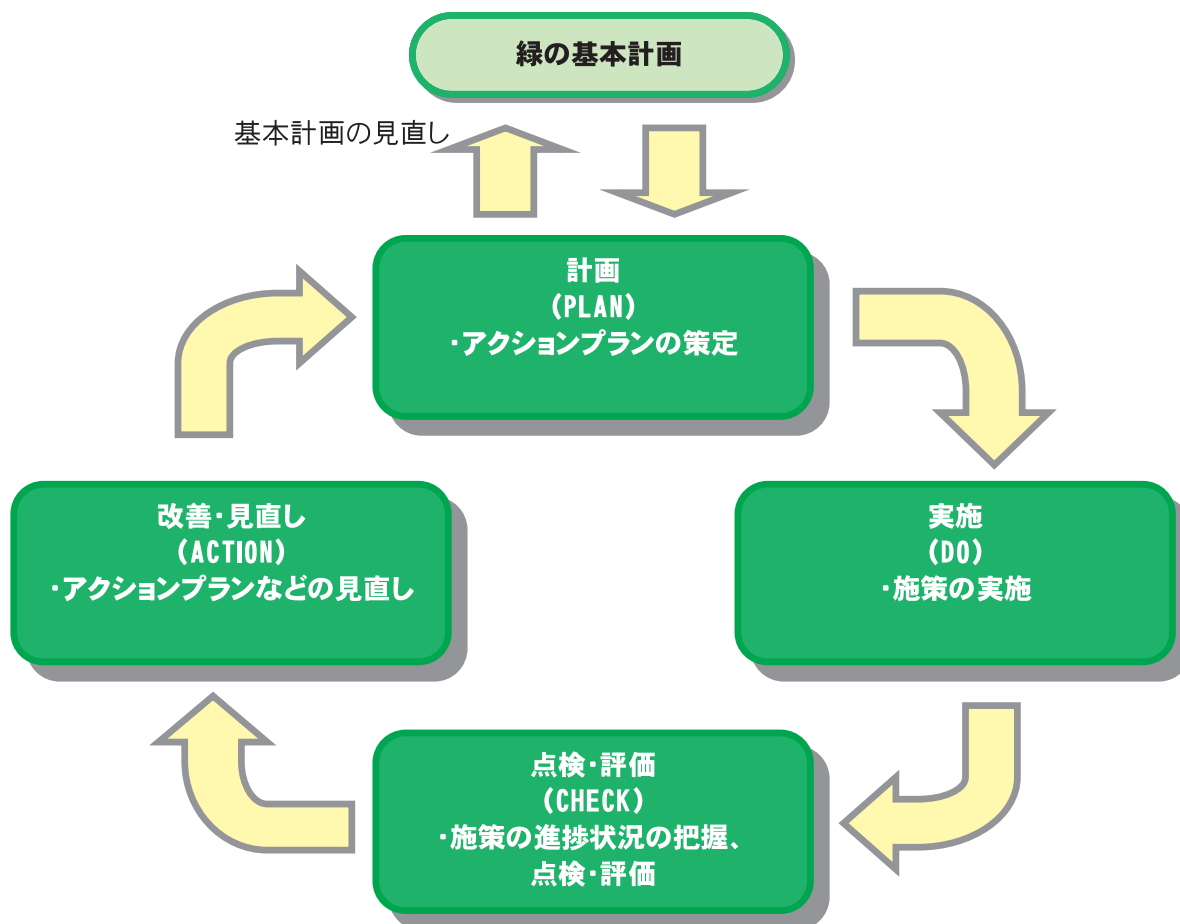 緑の基本計画
基本計画の見直し
計画
(PLAN)
・アクションプランの策定
改善・見直し
(ACTION)
・アクションプランなどの見直し
実施
(DO)
・施策の実施
点検・評価
(CHECK)
・施策の進捗状況の把握、
点検・評価